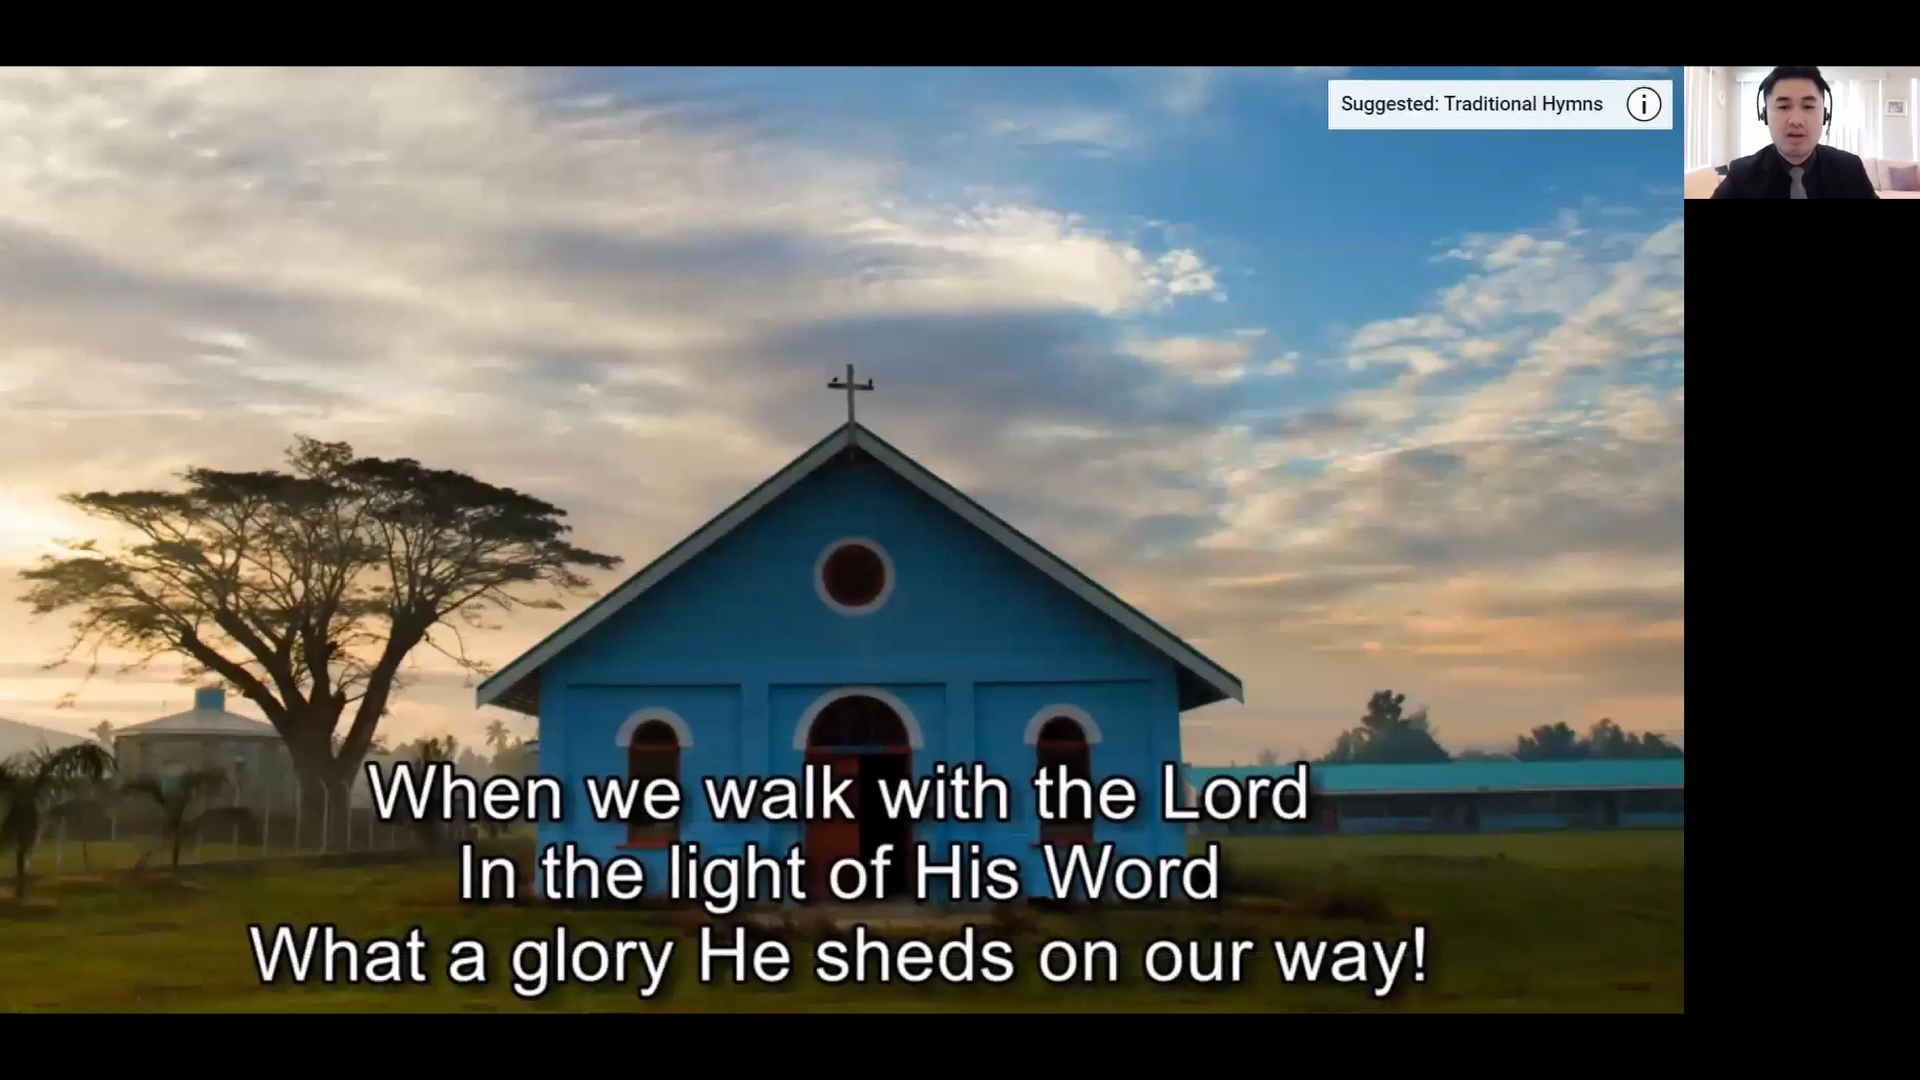 Suggested: Traditional Hymns
When we walk with the Lord
In the light of His Word
What a glory He sheds on our way!